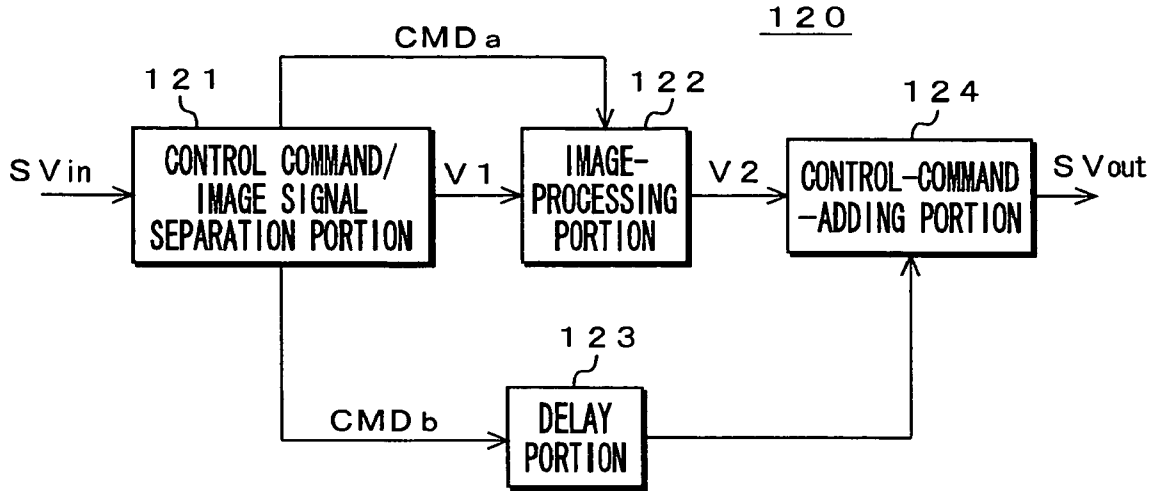 120
CMDa
121
122
124
SVin
CONTROL COMMAND/
IMAGE SIGNAL
SEPARATION PORTION
V1
IMAGE-
PROCESSING
PORTION
V2
CONTROL-COMMAND
-ADDING PORTION
SVout
123
CMDb
DELAY
PORTION